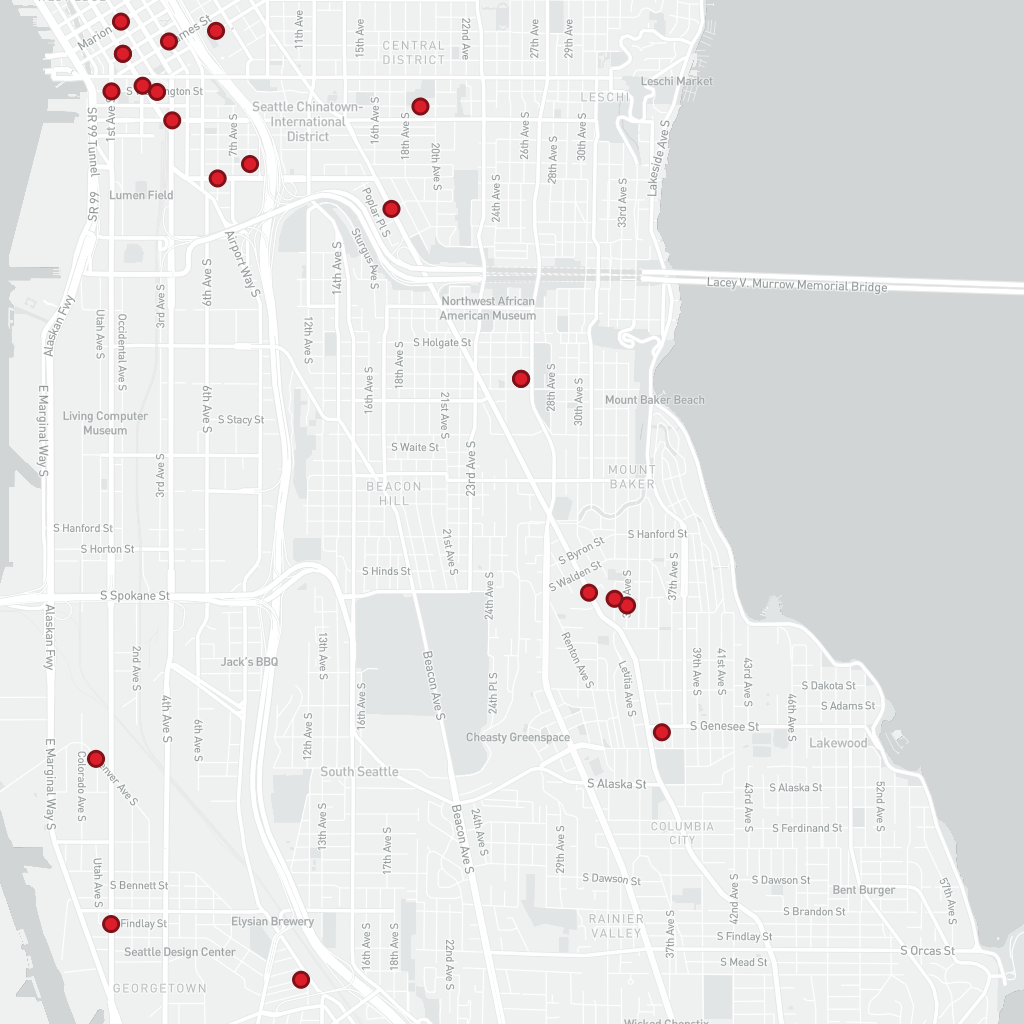 Marion St
11th Ave
15th Ave
22nd Ave
27th Ave
29th Ave
CENTRAL
DISTRICT
Leschi Market
LESCHI
SR 99 Tunnel
1st Ave S
7th Ave S
Seattle Chinatown-
International
District
16th Ave S
18th Ave S
20th Ave S
26th Ave S
28th Ave S
30th Ave S
Lakeside Ave S
Lumen Field
SR 99
Poplar Pl S
24th Ave S
33rd Ave S
Airport Way S
Sturgus Ave S
14th Ave S
6th Ave S
3rd Ave S
Lacey V. Murrow Memorial Bridge
Alaskan Fwy
Utah Ave S
Occidental Ave S
12th Ave S
Northwest African
American Museum
S Holgate St
18th Ave S
16th Ave S
28th Ave S
30th Ave S
E Marginal Way S
6th Ave S
21st Ave S
Mount Baker Beach
Living Computer
Museum
S Stacy St
S Waite St
23rd Ave S
3rd Ave S
BEACON
HILL
MOUNT
BAKER
S Hanford St
S Horton St
21st Ave S
S Byron St
S Hanford St
S Walden St
S Hinds St
37th Ave S
S Spokane St
24th Ave S
Alaskan Fwy
2nd Ave S
Jack's BBQ
13th Ave S
Beacon Ave S
24th Pl S
Renton Ave S
Letitia Ave S
39th Ave S
41st Ave S
43rd Ave S
S Dakota St
46th Ave S
S Adams St
4th Ave S
6th Ave S
12th Ave S
16th Ave S
Cheasty Greenspace
S Genesee St
Lakewood
E Marginal Way S
Colorado Ave S
South Seattle
S Alaska St
S Alaska St
43rd Ave S
52nd Ave S
13th Ave S
Beacon Ave S
24th Ave S
COLUMBIA
CITY
S Ferdinand St
17th Ave S
29th Ave S
Utah Ave S
S Bennett St
S Dawson St
S Dawson St
42nd Ave S
Bent Burger
57th Ave S
Findlay St
Elysian Brewery
RAINIER
VALLEY
S Brandon St
37th Ave S
S Findlay St
Seattle Design Center
16th Ave S
18th Ave S
22nd Ave S
S Mead St
S Orcas St
GEORGETOWN
Wicked Chopstix